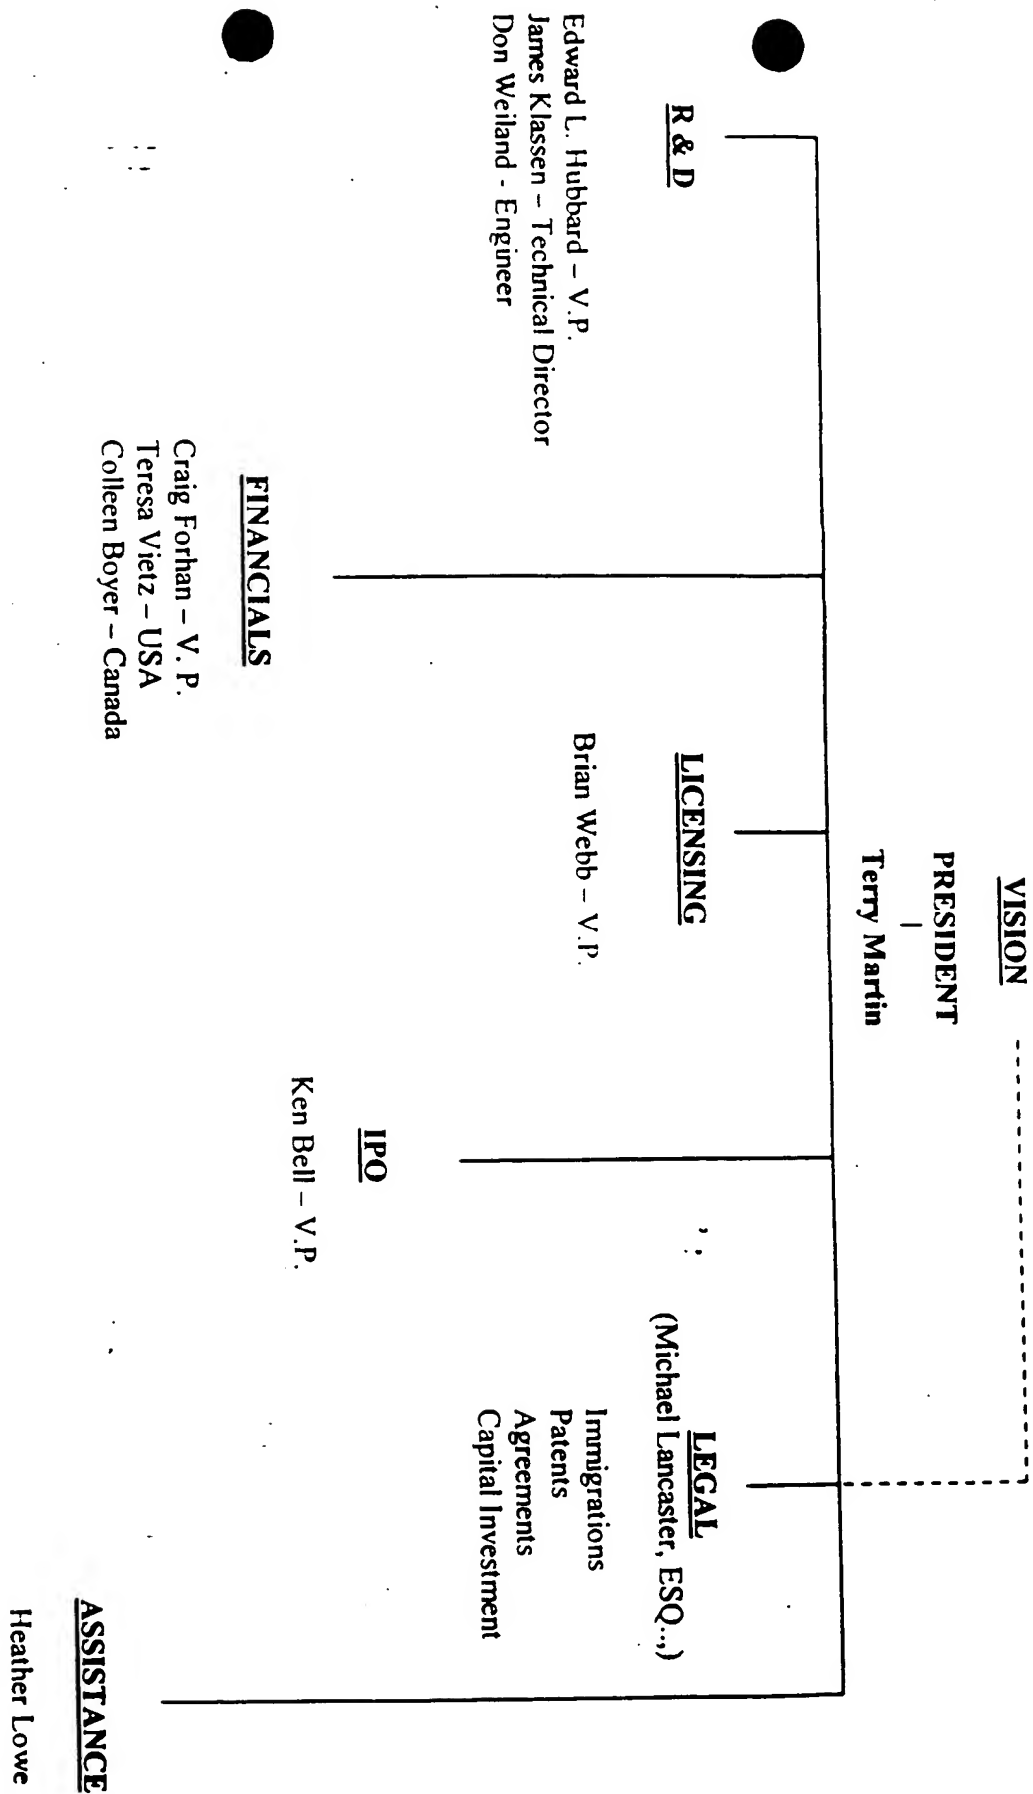 VISION
PRESIDENT
|
Terry Martin
R & D
Edward L. Hubbard – V.P.
James Klassen – Technical Director
Don Weiland - Engineer
FINANCIALS
Craig Forhan – V. P.
Teresa Vietz – USA
Colleen Boyer – Canada
LICENSING
Brian Webb – V.P.
IPO
Ken Bell – V.P.
LEGAL
(Michael Lancaster, ESQ..,)
Immigrations
Patents
Agreements
Capital Investment
ASSISTANCE
Heather Lowe